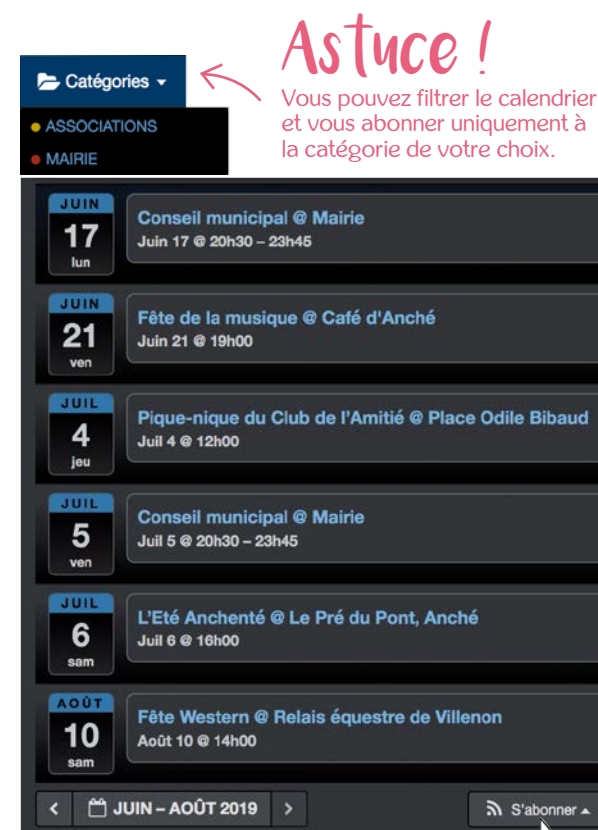 Astuce !
Catégories
Vous pouvez filtrer le calendrier
et vous abonner uniquement à
la catégorie de votre choix.
ASSOCIATIONS
MAIRIE
JUIN
17
lun
Conseil municipal @ Mairie
Juin 17 @ 20h30 – 23h45
JUIN
21
ven
Fête de la musique @ Café d'Anché
Juin 21 @ 19h00
JUIL
4
jeu
Pique-nique du Club de l'Amitié @ Place Odile Bibaud
Juil 4 @ 12h00
JUIL
5
ven
Conseil municipal @ Mairie
Juil 5 @ 20h30 – 23h45
JUIL
6
sam
L'Eté Anchenté @ Le Pré du Pont, Anché
Juil 6 @ 16h00
AOÛT
10
sam
Fête Western @ Relais équestre de Villenon
Août 10 @ 14h00
JUIN – AOÛT 2019
S'abonner